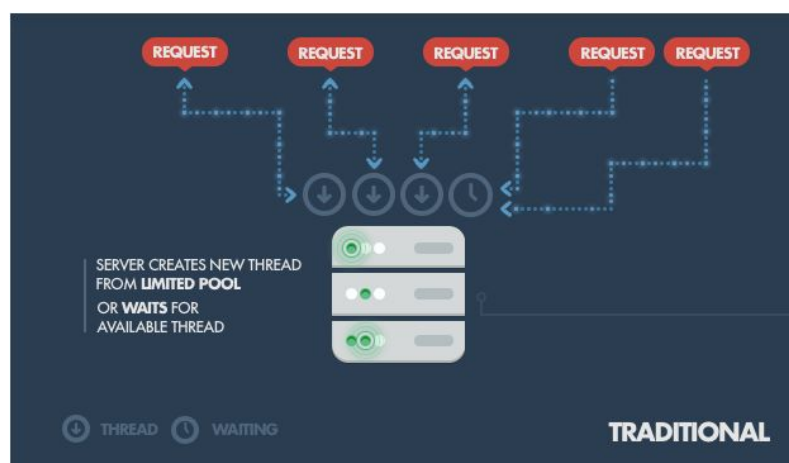 REQUEST
REQUEST
REQUEST
REQUEST
REQUEST
SERVER CREATES NEW THREAD
FROM LIMITED POOL
OR WAITS FOR
AVAILABLE THREAD
THREAD
WAITING
TRADITIONAL